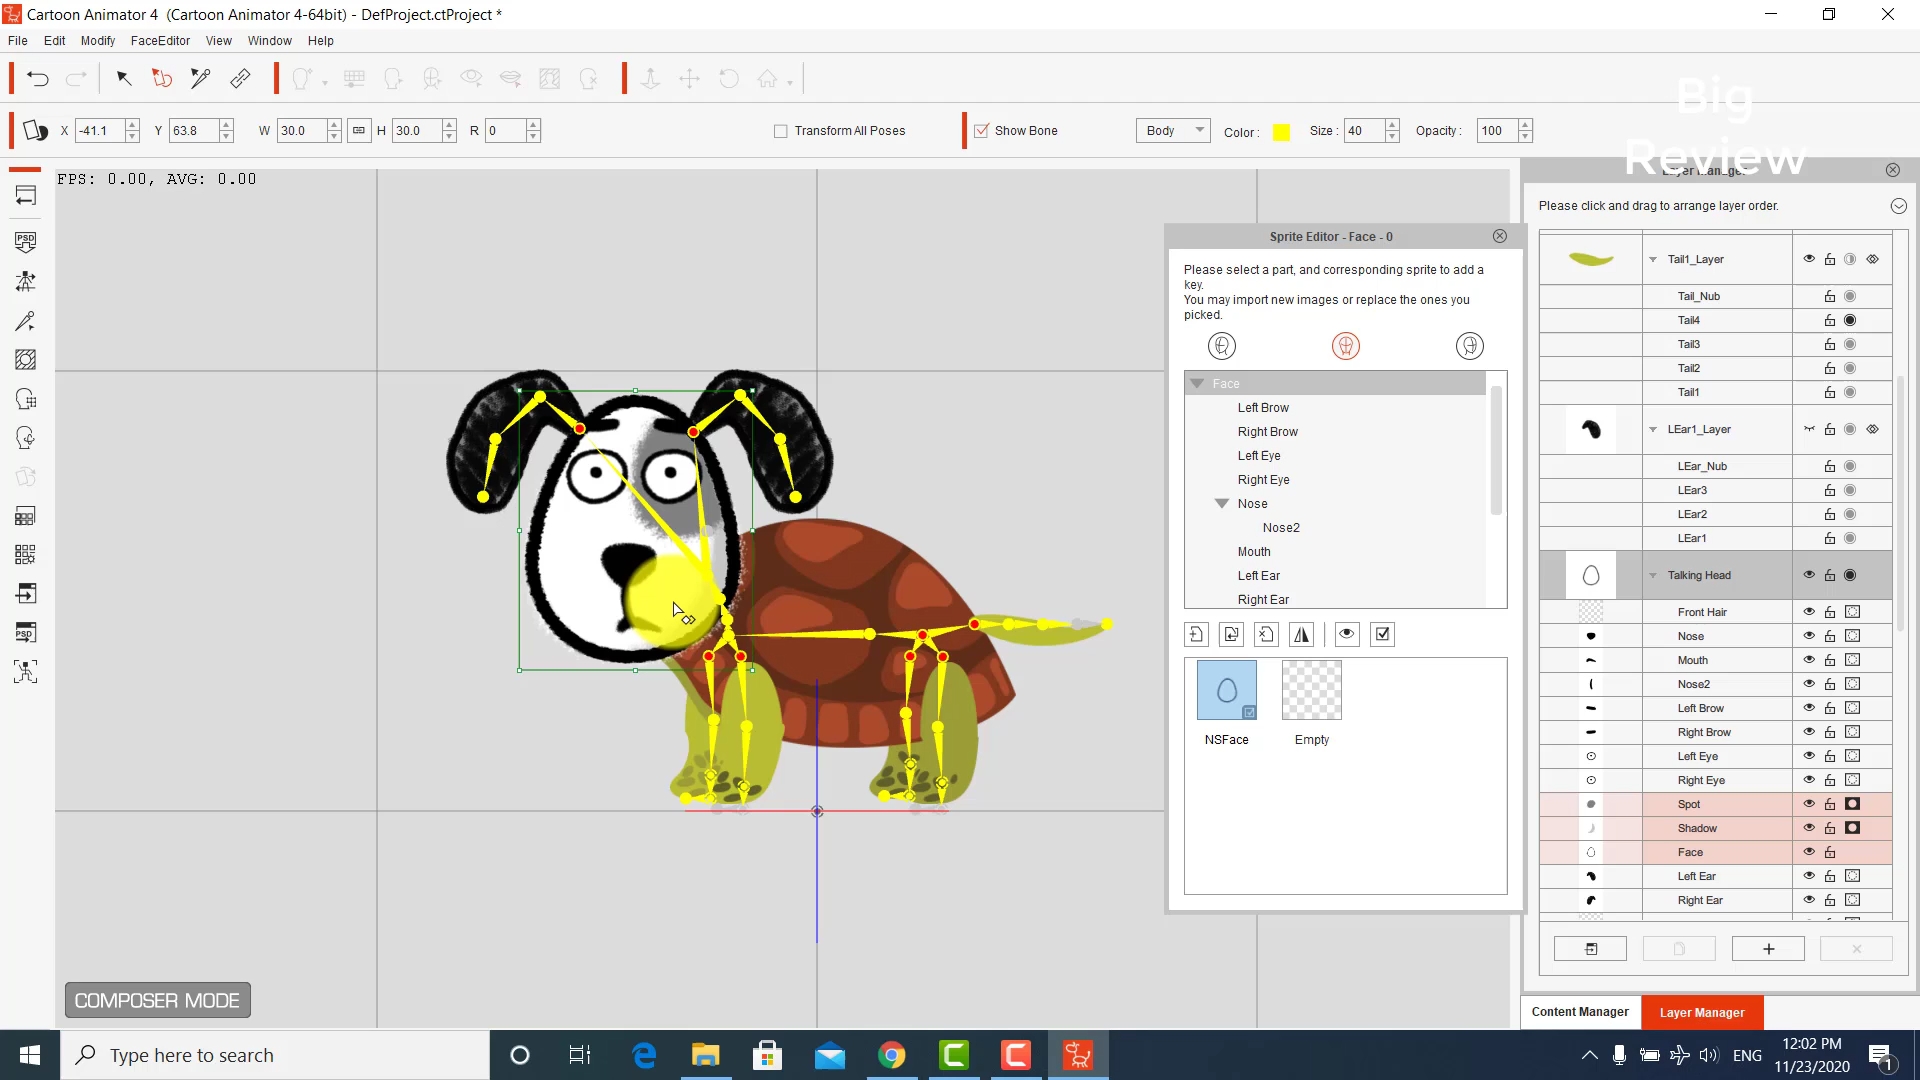 Cartoon Animator 4  (Cartoon Animator 4-64bit) - DefProject.ctProject *
File Edit Modify FaceEditor View Window Help
X -41.1 Y 63.8 W 30.0 H 30.0 R 0 Transform All Poses Show Bone Body Color : Size : 40 Opacity : 100
Big
Review
FPS: 0.00, AVG: 0.00
Layer Manager
Please click and drag to arrange layer order.
Sprite Editor - Face - 0
Please select a part, and corresponding sprite to add a
key.
You may import new images or replace the ones you
picked.
Face
Left Brow
Right Brow
Left Eye
Right Eye
Nose
Nose2
Mouth
Left Ear
Right Ear
NSFace
Empty
Tail1_Layer
Tail_Nub
Tail4
Tail3
Tail2
Tail1
LEar1_Layer
LEar_Nub
LEar3
LEar2
LEar1
Talking Head
Front Hair
Nose
Mouth
Nose2
Left Brow
Right Brow
Left Eye
Right Eye
Spot
Shadow
Face
Left Ear
Right Ear
COMPOSER MODE
Content Manager
Layer Manager
PSD
PSD
Type here to search
ENG
12:02 PM
11/23/2020
1